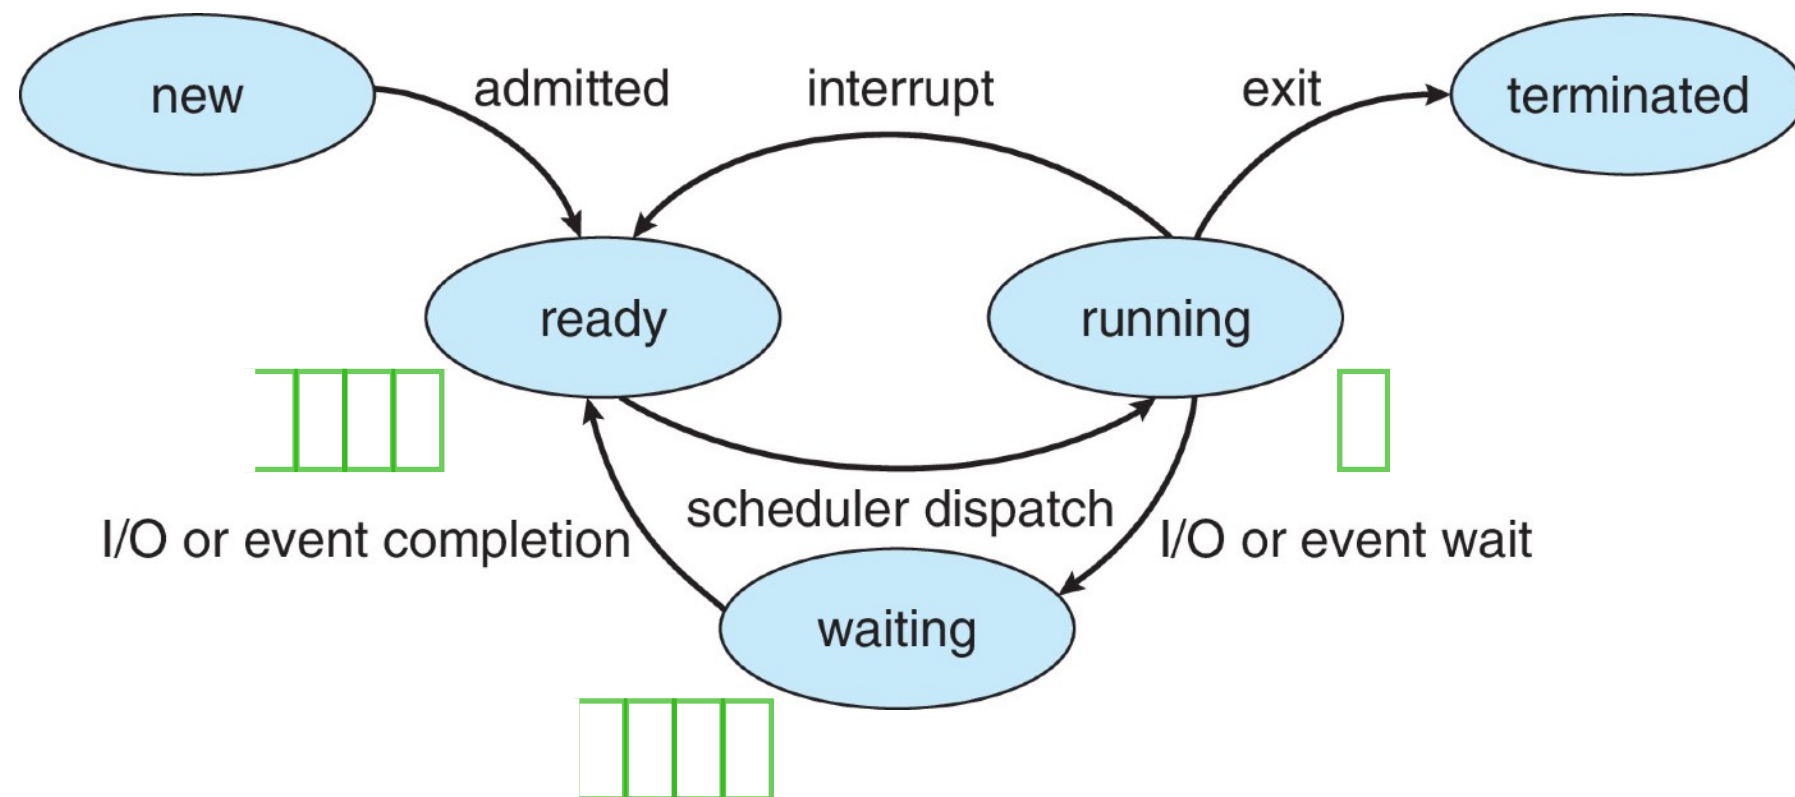 new
admitted
interrupt
exit
terminated
ready
running
scheduler dispatch
I/O or event completion
I/O or event wait
waiting